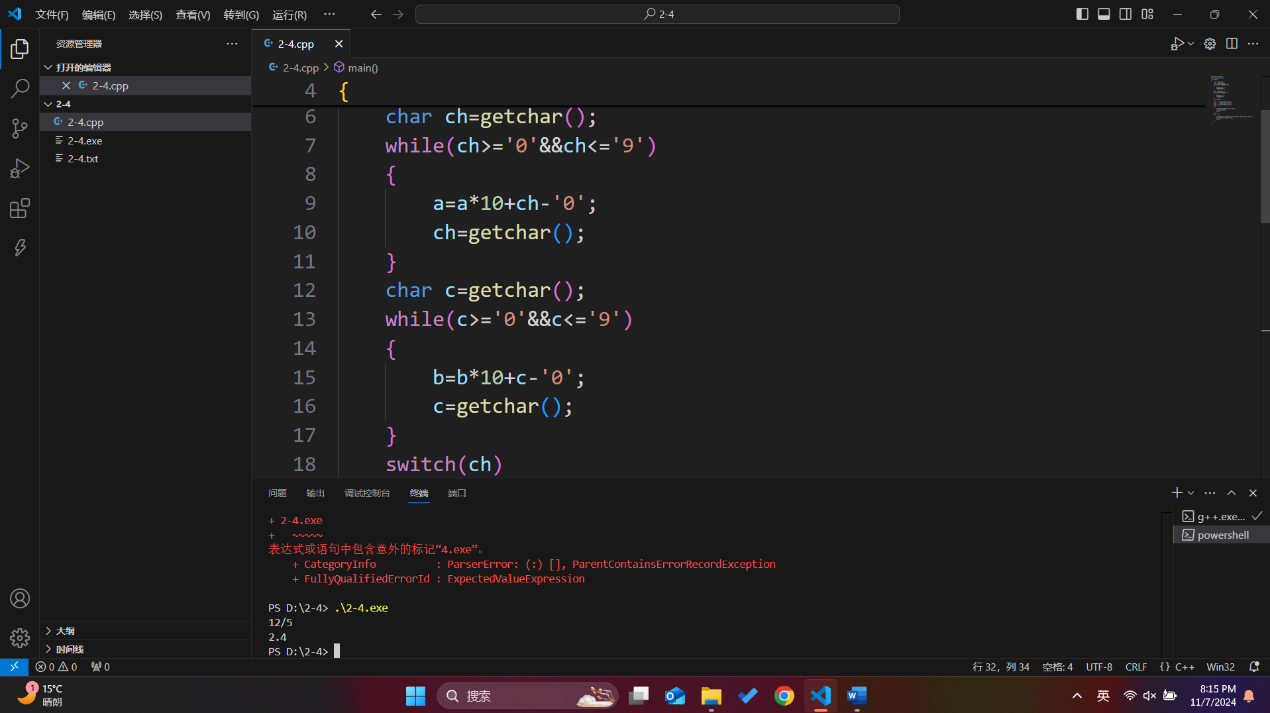 文件(F) 编辑(E) 选择(S) 查看(V) 转到(G) 运行(R) ··· 2-4
资源管理器 ···
打开的编辑器
2-4.cpp
2-4
2-4.cpp
2-4.exe
2-4.txt
大纲
时间线
2-4.cpp
2-4.cpp > main()
4 {
6 char ch=getchar();
7 while(ch>='0'&&ch<='9')
8 {
9 a=a*10+ch-'0';
10 ch=getchar();
11 }
12 char c=getchar();
13 while(c>='0'&&c<='9')
14 {
15 b=b*10+c-'0';
16 c=getchar();
17 }
18 switch(ch)
问题 输出 调试控制台 终端 端口
+ 2-4.exe
+ ~~~~~
表达式或语句中包含意外的标记“4.exe”。
+ CategoryInfo : ParserError: (:) [], ParentContainsErrorRecordException
+ FullyQualifiedErrorId : ExpectedValueExpression
PS D:\2-4> .\2-4.exe
12/5
2.4
PS D:\2-4>
g++.exe...
powershell
0 0 0 行 32，列 34 空格: 4 UTF-8 CRLF {} C++ Win32
1
15°C
晴朗
搜索
英
8:15 PM
11/7/2024